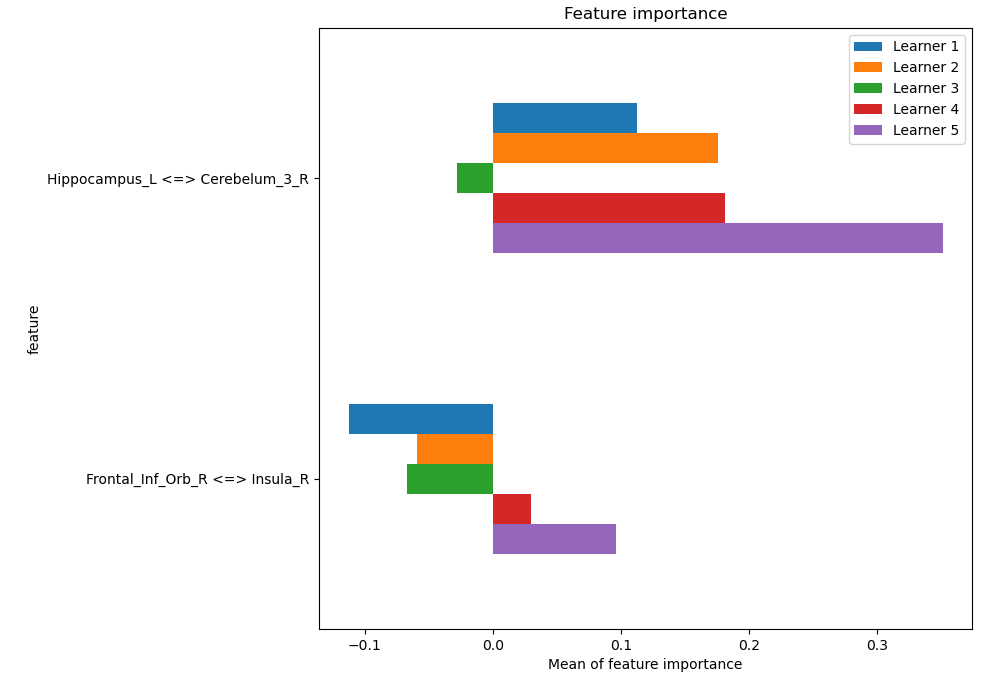 Feature importance
Learner 1
Learner 2
Learner 3
Learner 4
Learner 5
Hippocampus_L <=> Cerebelum_3_R
feature
Frontal_Inf_Orb_R <=> Insula_R
−0.1 0.0 0.1 0.2 0.3
Mean of feature importance